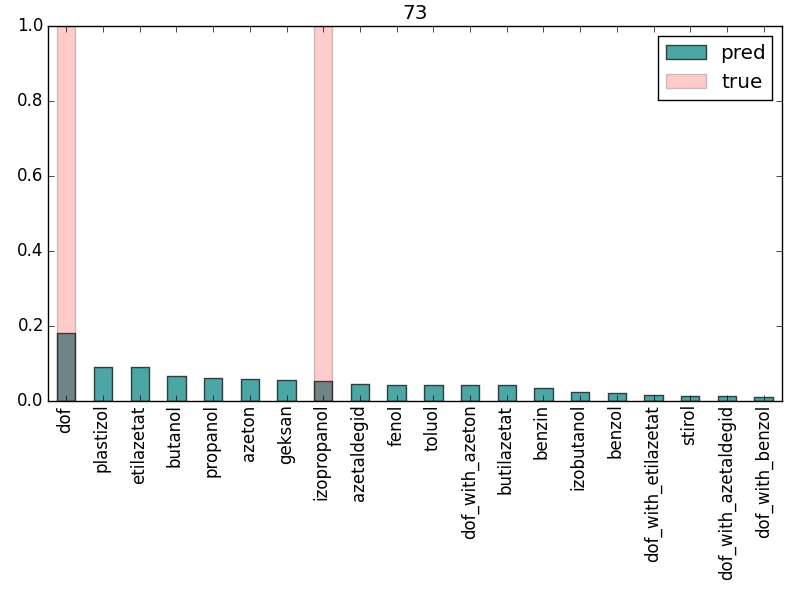 73
1.0
0.8
0.6
0.4
0.2
0.0
pred
true
dof
plastizol
etilazetat
butanol
propanol
azeton
geksan
izopropanol
azetaldegid
fenol
toluol
dof_with_azeton
butilazetat
benzin
izobutanol
benzol
dof_with_etilazetat
stirol
dof_with_azetaldegid
dof_with_benzol